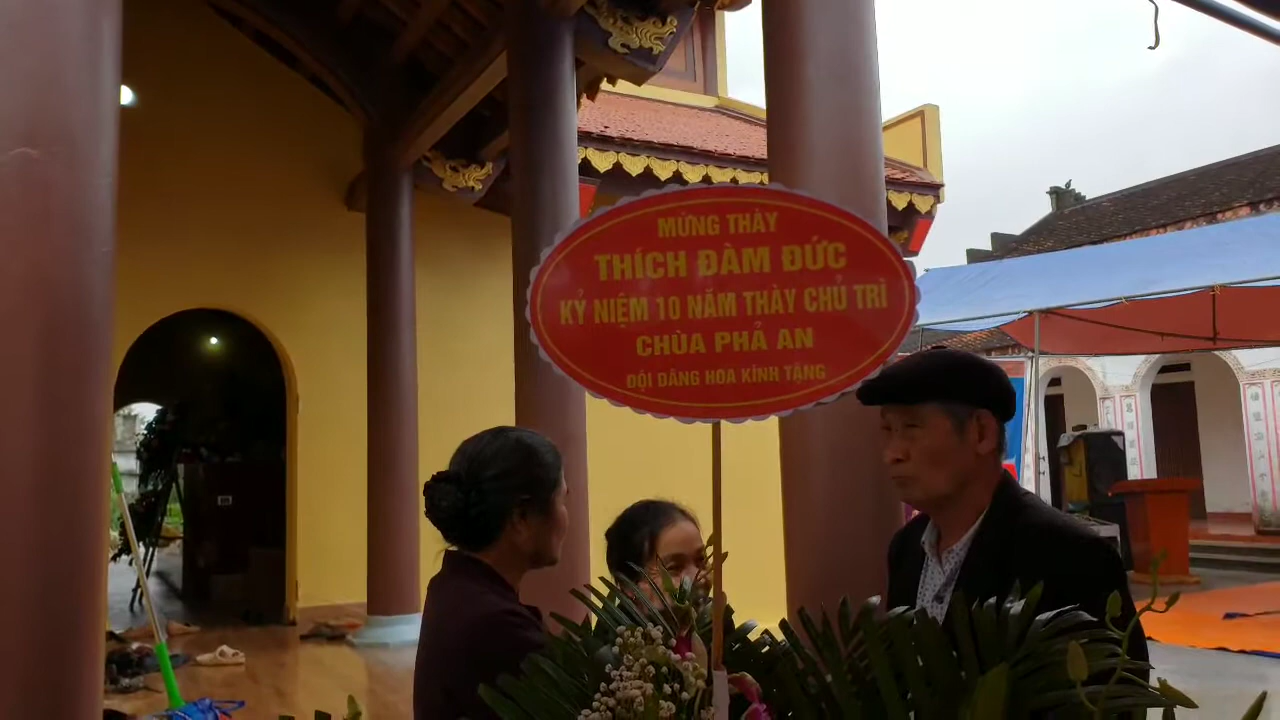 MỪNG THẦY
THÍCH ĐÀM ĐỨC
KỶ NIỆM 10 NĂM THẦY CHỦ TRÌ
CHÙA PHẢ AN
ĐỘI DÂNG HOA KÍNH TẶNG